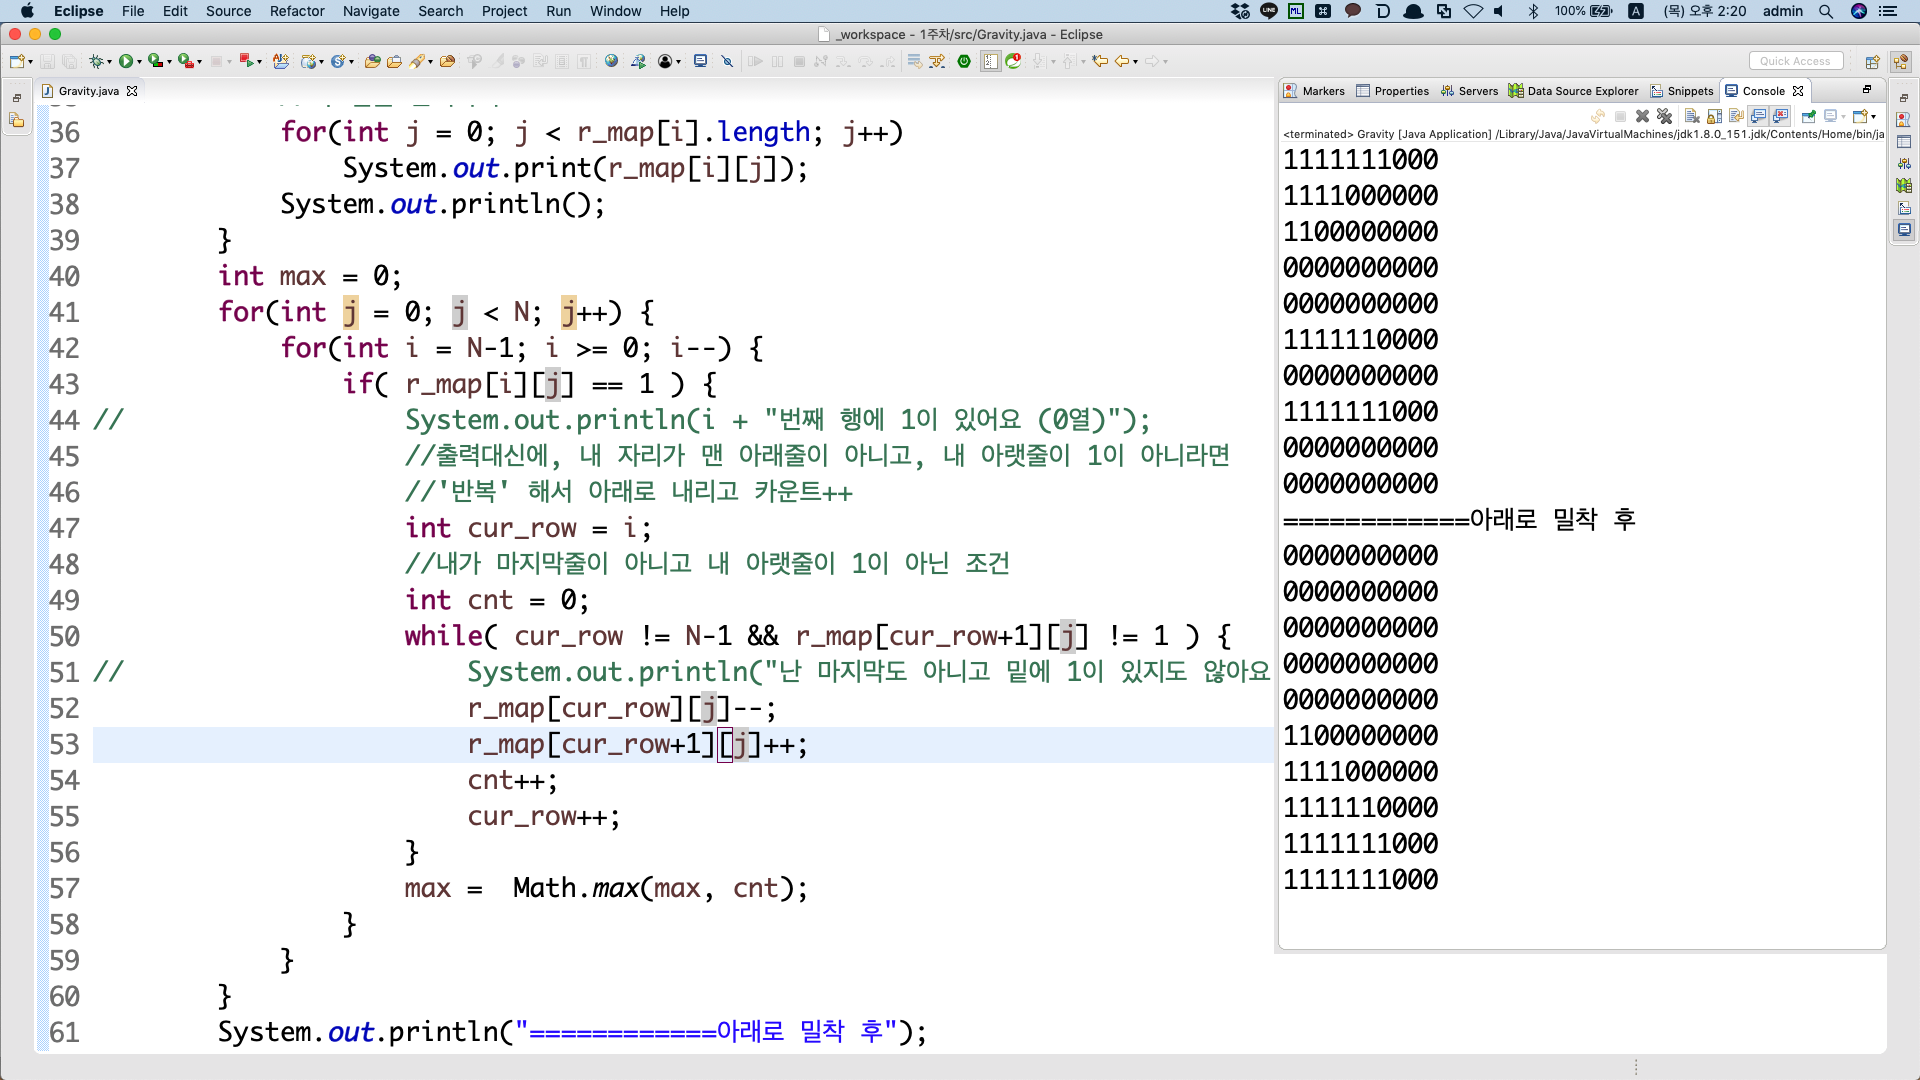 Eclipse File Edit Source Refactor Navigate Search Project Run Window Help 100% A (목) 오후 2:20 admin
_workspace - 1주차/src/Gravity.java - Eclipse
Quick Access
Gravity.java
36 for(int j = 0; j < r_map[i].length; j++)
37 System.out.print(r_map[i][j]);
38 System.out.println();
39 }
40 int max = 0;
41 for(int j = 0; j < N; j++) {
42 for(int i = N-1; i >= 0; i--) {
43 if( r_map[i][j] == 1 ) {
44 // System.out.println(i + "번째 행에 1이 있어요 (0열)");
45 //출력대신에, 내 자리가 맨 아래줄이 아니고, 내 아랫줄이 1이 아니라면
46 //'반복' 해서 아래로 내리고 카운트++
47 int cur_row = i;
48 //내가 마지막줄이 아니고 내 아랫줄이 1이 아닌 조건
49 int cnt = 0;
50 while( cur_row != N-1 && r_map[cur_row+1][j] != 1 ) {
51 // System.out.println("난 마지막도 아니고 밑에 1이 있지도 않아요
52 r_map[cur_row][j]--;
53 r_map[cur_row+1][j]++;
54 cnt++;
55 cur_row++;
56 }
57 max =  Math.max(max, cnt);
58 }
59 }
60 }
61 System.out.println("============아래로 밀착 후");
Markers Properties Servers Data Source Explorer Snippets Console
<terminated> Gravity [Java Application] /Library/Java/JavaVirtualMachines/jdk1.8.0_151.jdk/Contents/Home/bin/ja
1111111000
1111000000
1100000000
0000000000
0000000000
1111110000
0000000000
1111111000
0000000000
0000000000
============아래로 밀착 후
0000000000
0000000000
0000000000
0000000000
0000000000
1100000000
1111000000
1111110000
1111111000
1111111000